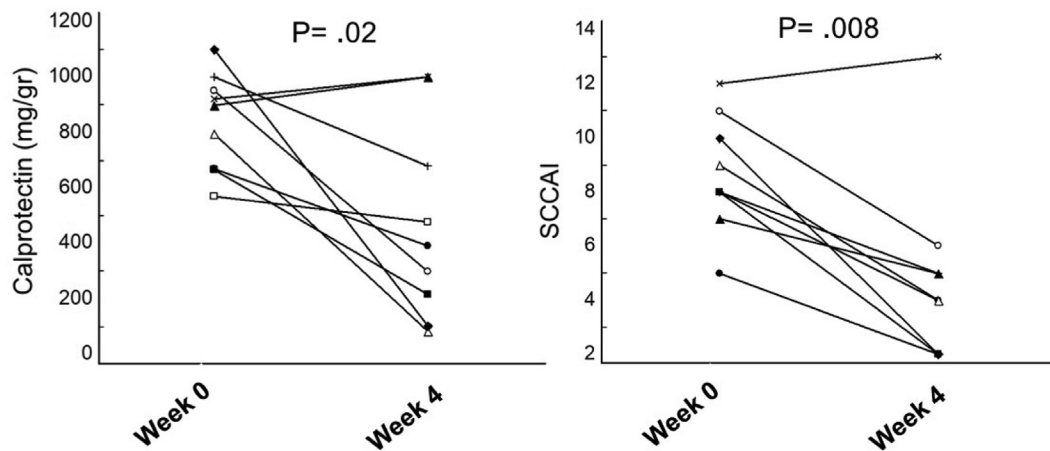 P= .02
Calprotectin (mg/gr)
1200
1000
800
600
400
200
0
Week 0
Week 4
P= .008
SCCAI
14
12
10
8
6
4
2
Week 0
Week 4